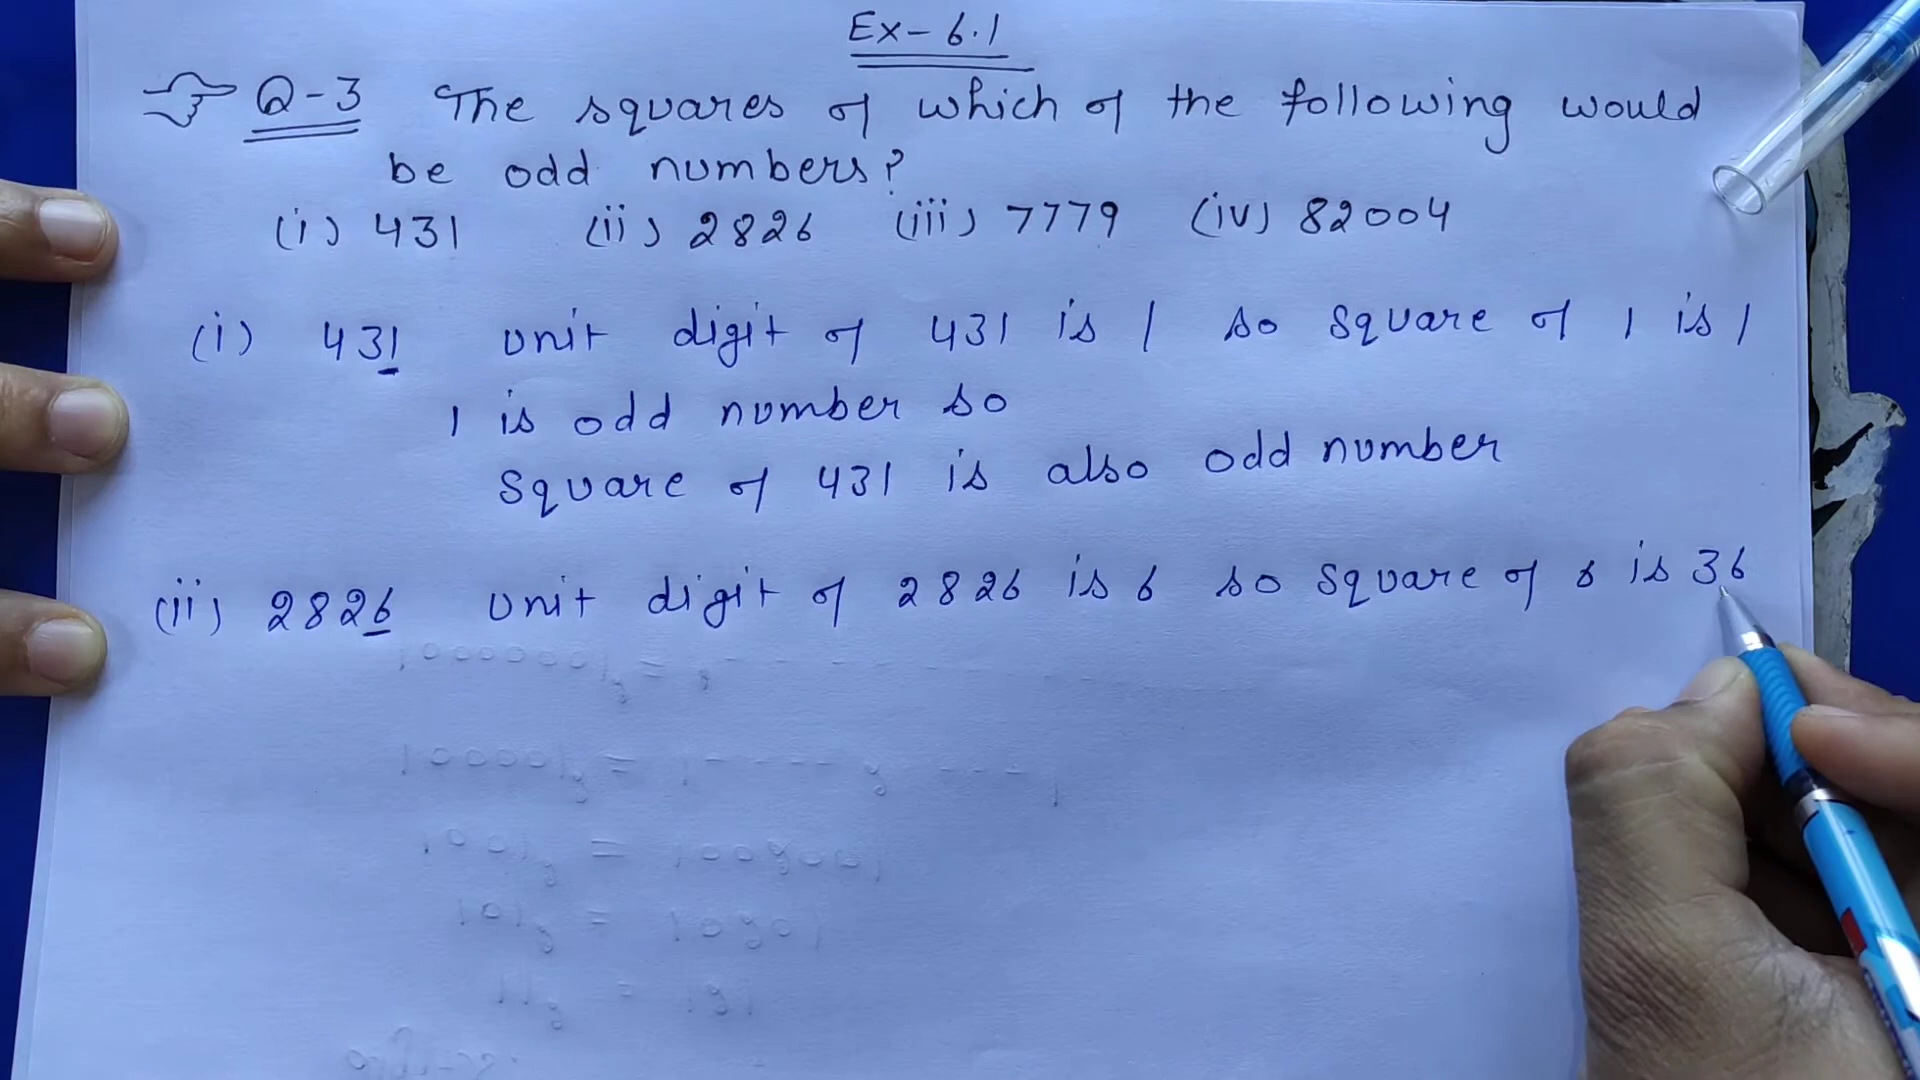 Ex-6.1
Q-3 The squares of which of the following would
be odd numbers?
(i) 431 (ii) 2826 (iii) 7779 (iv) 82004
(i) 431 unit digit of 431 is 1 so square of 1 is 1
1 is odd number so
square of 431 is also odd number
(ii) 2826 unit digit of 2826 is 6 so square of 6 is 36